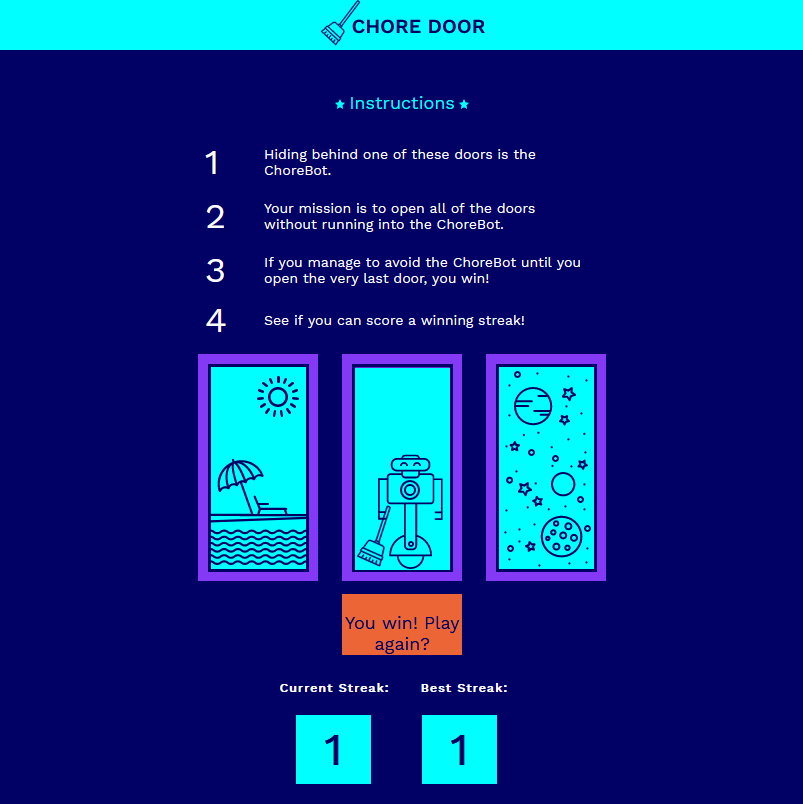 CHORE DOOR
Instructions
1
Hiding behind one of these doors is the
ChoreBot.
2
Your mission is to open all of the doors
without running into the ChoreBot.
3
If you manage to avoid the ChoreBot until you
open the very last door, you win!
4
See if you can score a winning streak!
You win! Play
again?
Current Streak:
Best Streak:
1
1